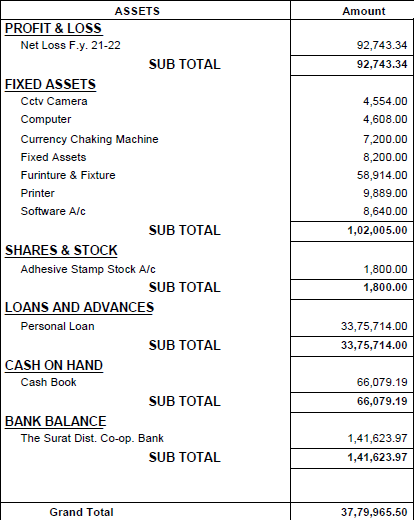 ASSETS Amount
PROFIT & LOSS
Net Loss F.y. 21-22 92,743.34
SUB TOTAL 92,743.34
FIXED ASSETS
Cctv Camera 4,554.00
Computer 4,608.00
Currency Chaking Machine 7,200.00
Fixed Assets 8,200.00
Furinture & Fixture 58,914.00
Printer 9,889.00
Software A/c 8,640.00
SUB TOTAL 1,02,005.00
SHARES & STOCK
Adhesive Stamp Stock A/c 1,800.00
SUB TOTAL 1,800.00
LOANS AND ADVANCES
Personal Loan 33,75,714.00
SUB TOTAL 33,75,714.00
CASH ON HAND
Cash Book 66,079.19
SUB TOTAL 66,079.19
BANK BALANCE
The Surat Dist. Co-op. Bank 1,41,623.97
SUB TOTAL 1,41,623.97
Grand Total 37,79,965.50